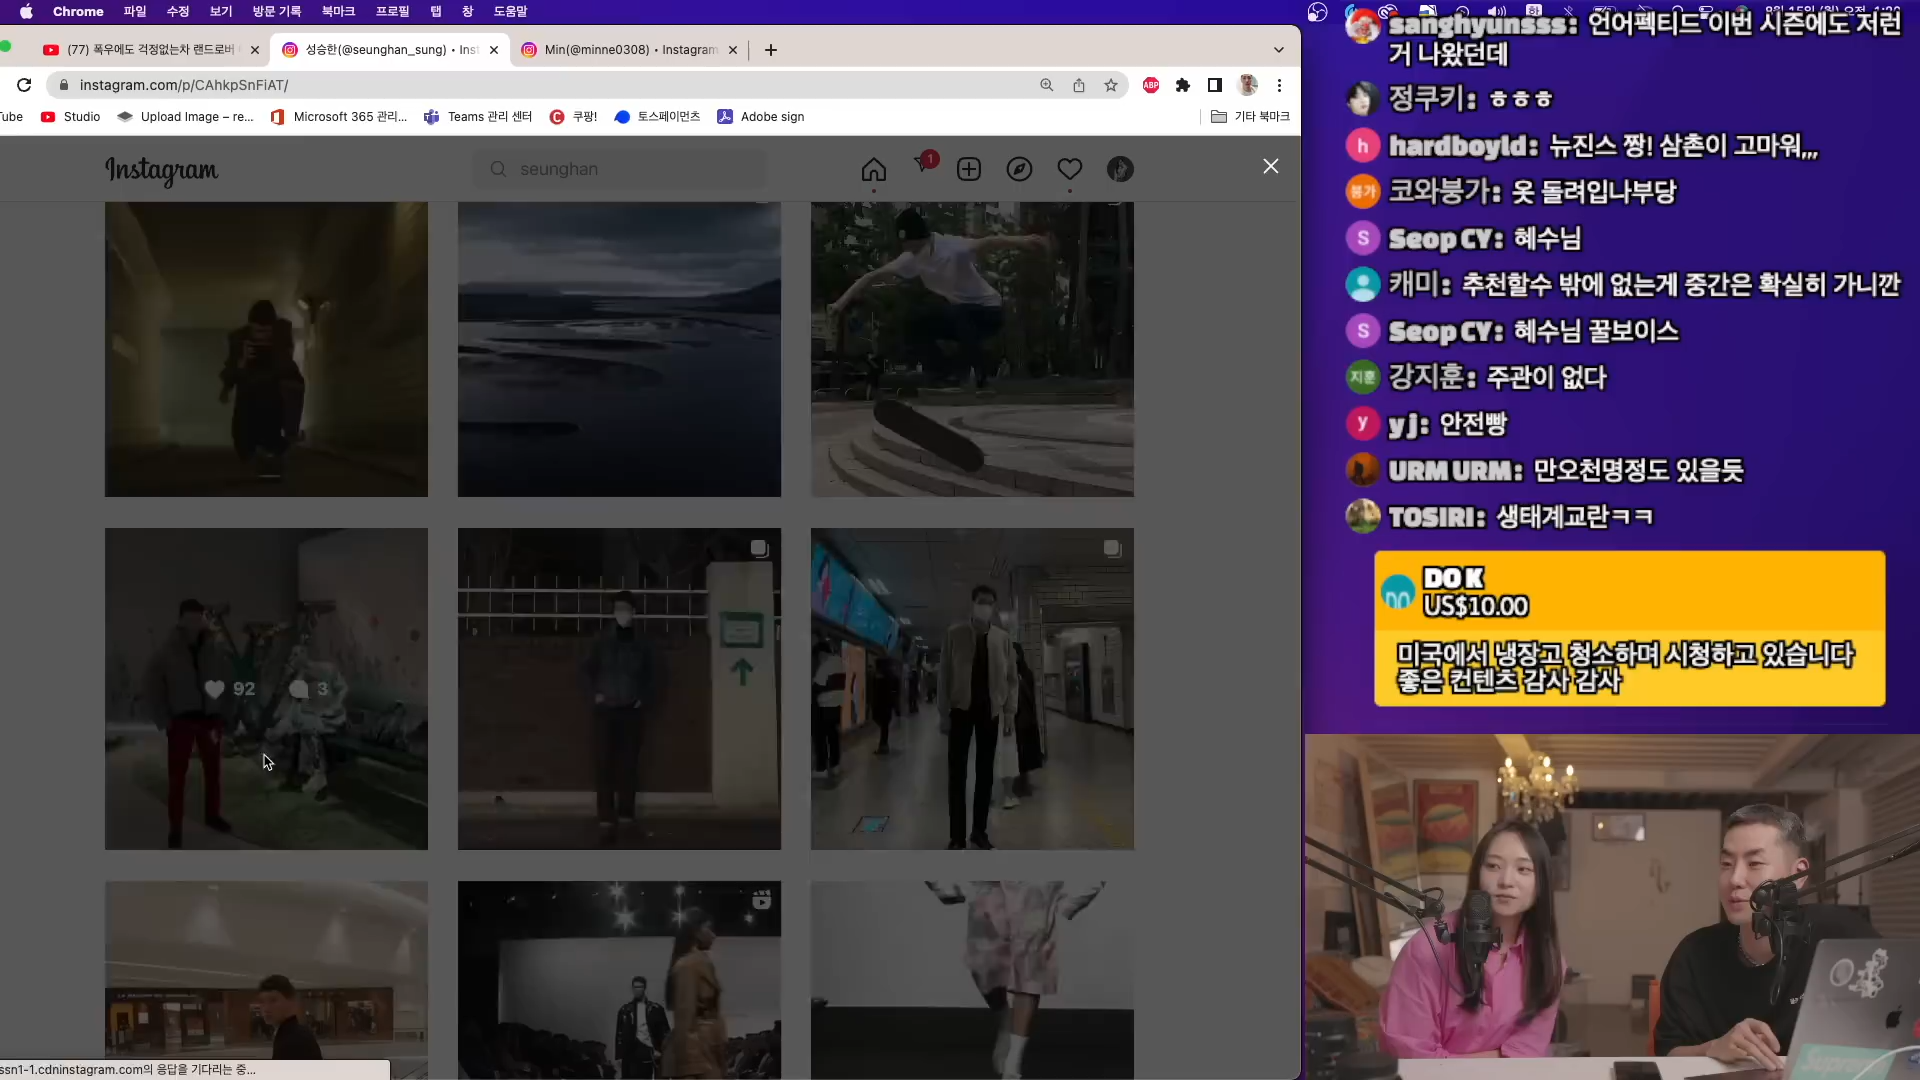 Chrome 파일 수정 보기 방문 기록 북마크 프로필 탭 창 도움말
(77) 폭우에도 걱정없는차 랜드로버
성승한(@seunghan_sung) • Inst
Min(@minne0308) • Instagram
instagram.com/p/CAhkpSnFiAT/
ABP
Tube
Studio
Upload Image – re...
Microsoft 365 관리...
Teams 관리 센터
쿠팡!
토스페이먼츠
Adobe sign
기타 북마크
Instagram
seunghan
1
92
3
ssn1-1.cdninstagram.com의 응답을 기다리는 중...
sanghyunsss: 언어펙티드 이번 시즌에도 저런
거 나왔던데
정쿠키: ㅎㅎㅎ
h hardboyld: 뉴진스 짱! 삼촌이 고마워,,,
붕가 코와붕가: 옷 돌려입나부당
S Seop CY: 혜수님
캐미: 추천할수 밖에 없는게 중간은 확실히 가니깐
S Seop CY: 혜수님 꿀보이스
지훈 강지훈: 주관이 없다
y y j: 안전빵
URM URM: 만오천명정도 있을듯
TOSIRI: 생태계교란ㅋㅋ
DO K
US$10.00
미국에서 냉장고 청소하며 시청하고 있습니다
좋은 컨텐츠 감사 감사
Supreme